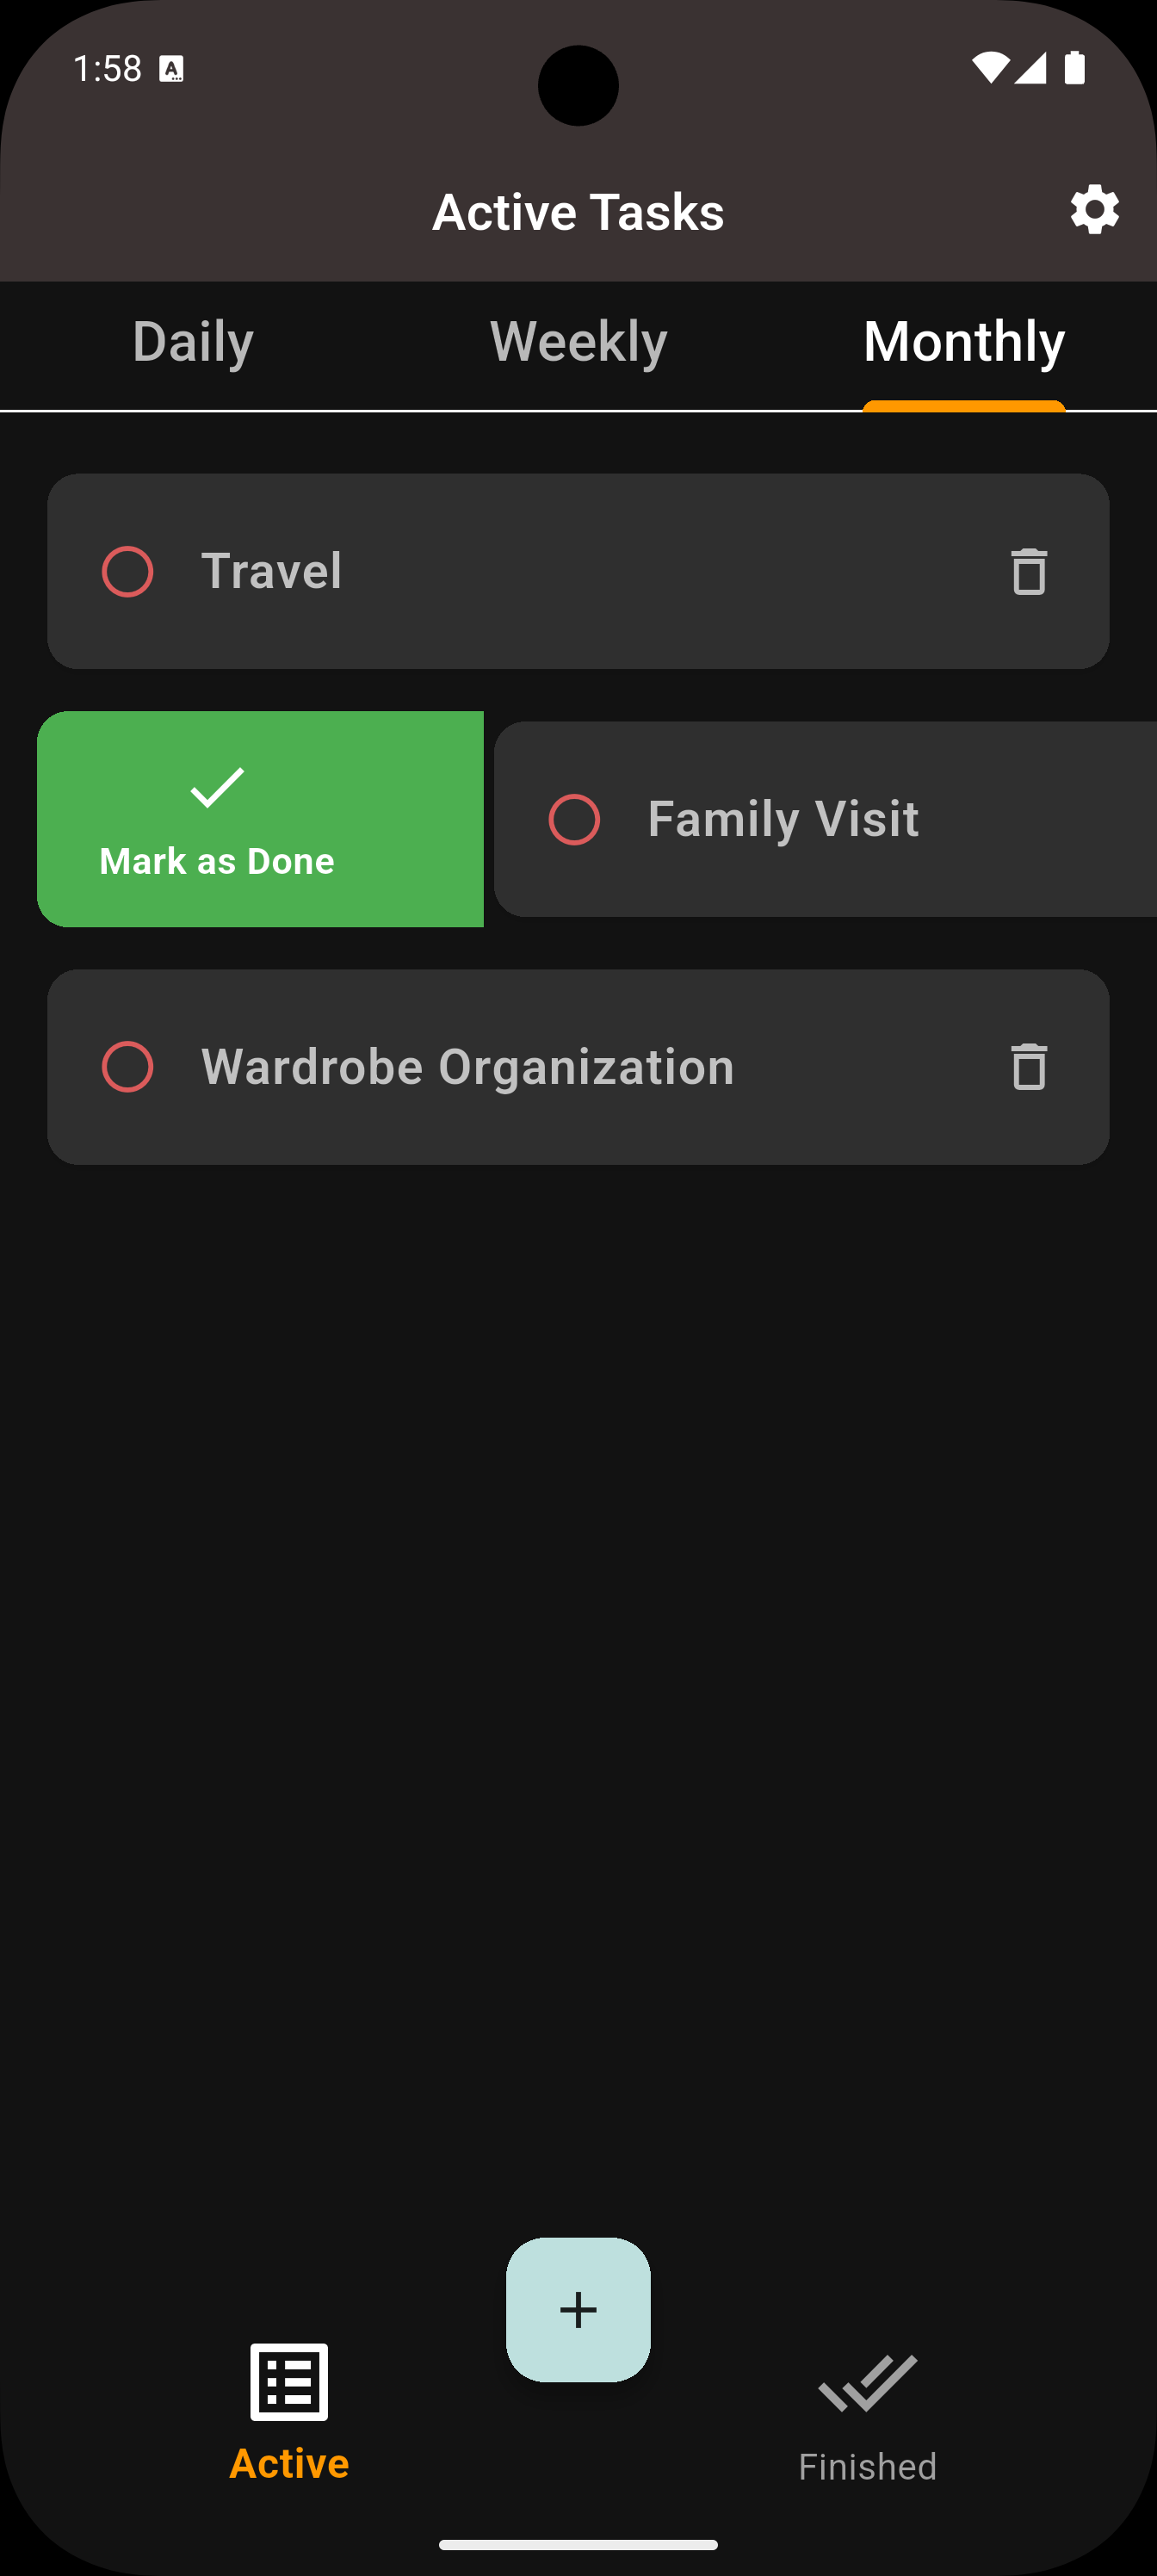 1:58
Active Tasks
Daily
Weekly
Monthly
Travel
Mark as Done
Family Visit
Wardrobe Organization
Active
Finished